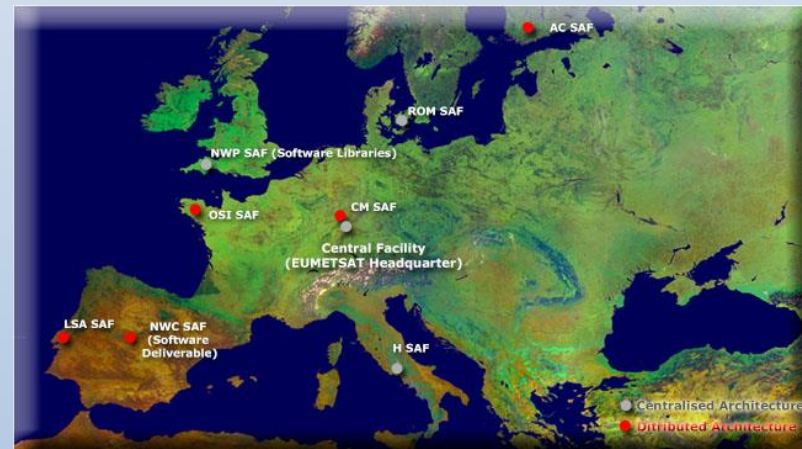 AC SAF
ROM SAF
NWP SAF (Software Libraries)
OSI SAF
CM SAF
Central Facility
(EUMETSAT Headquarter)
LSA SAF
NWC SAF
(Software
Deliverable)
H SAF
Centralised Architecture
Ditributed Architecture